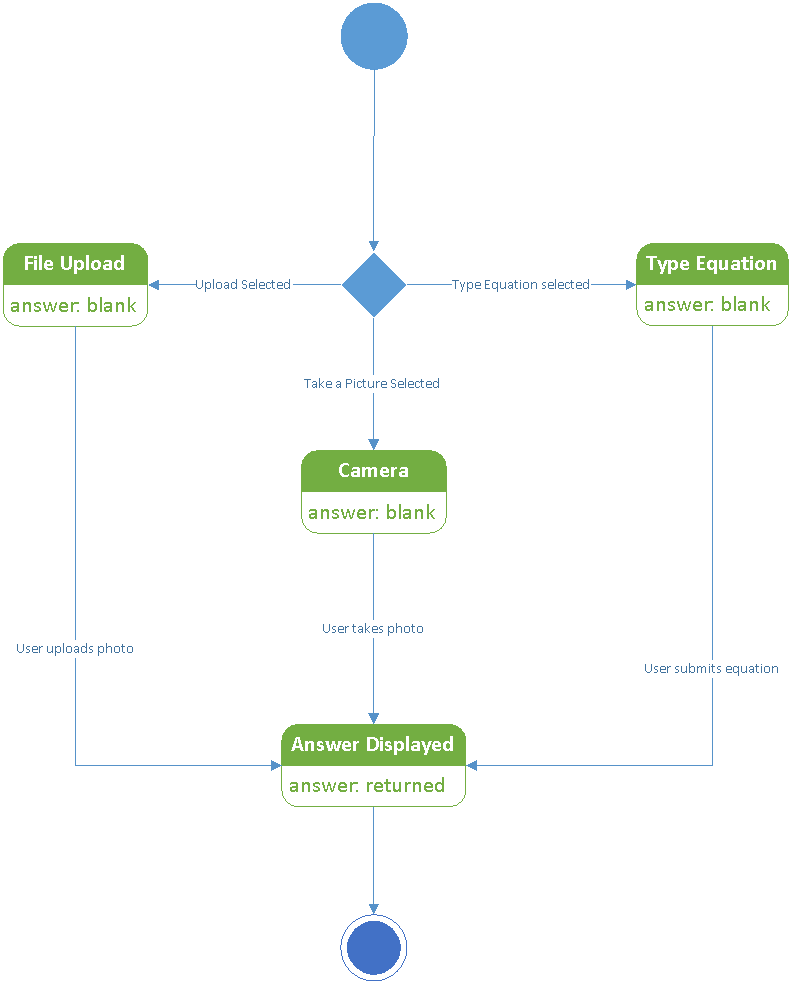 File Upload
answer: blank
Upload Selected
Type Equation selected
Type Equation
answer: blank
Take a Picture Selected
Camera
answer: blank
User uploads photo
User takes photo
User submits equation
Answer Displayed
answer: returned